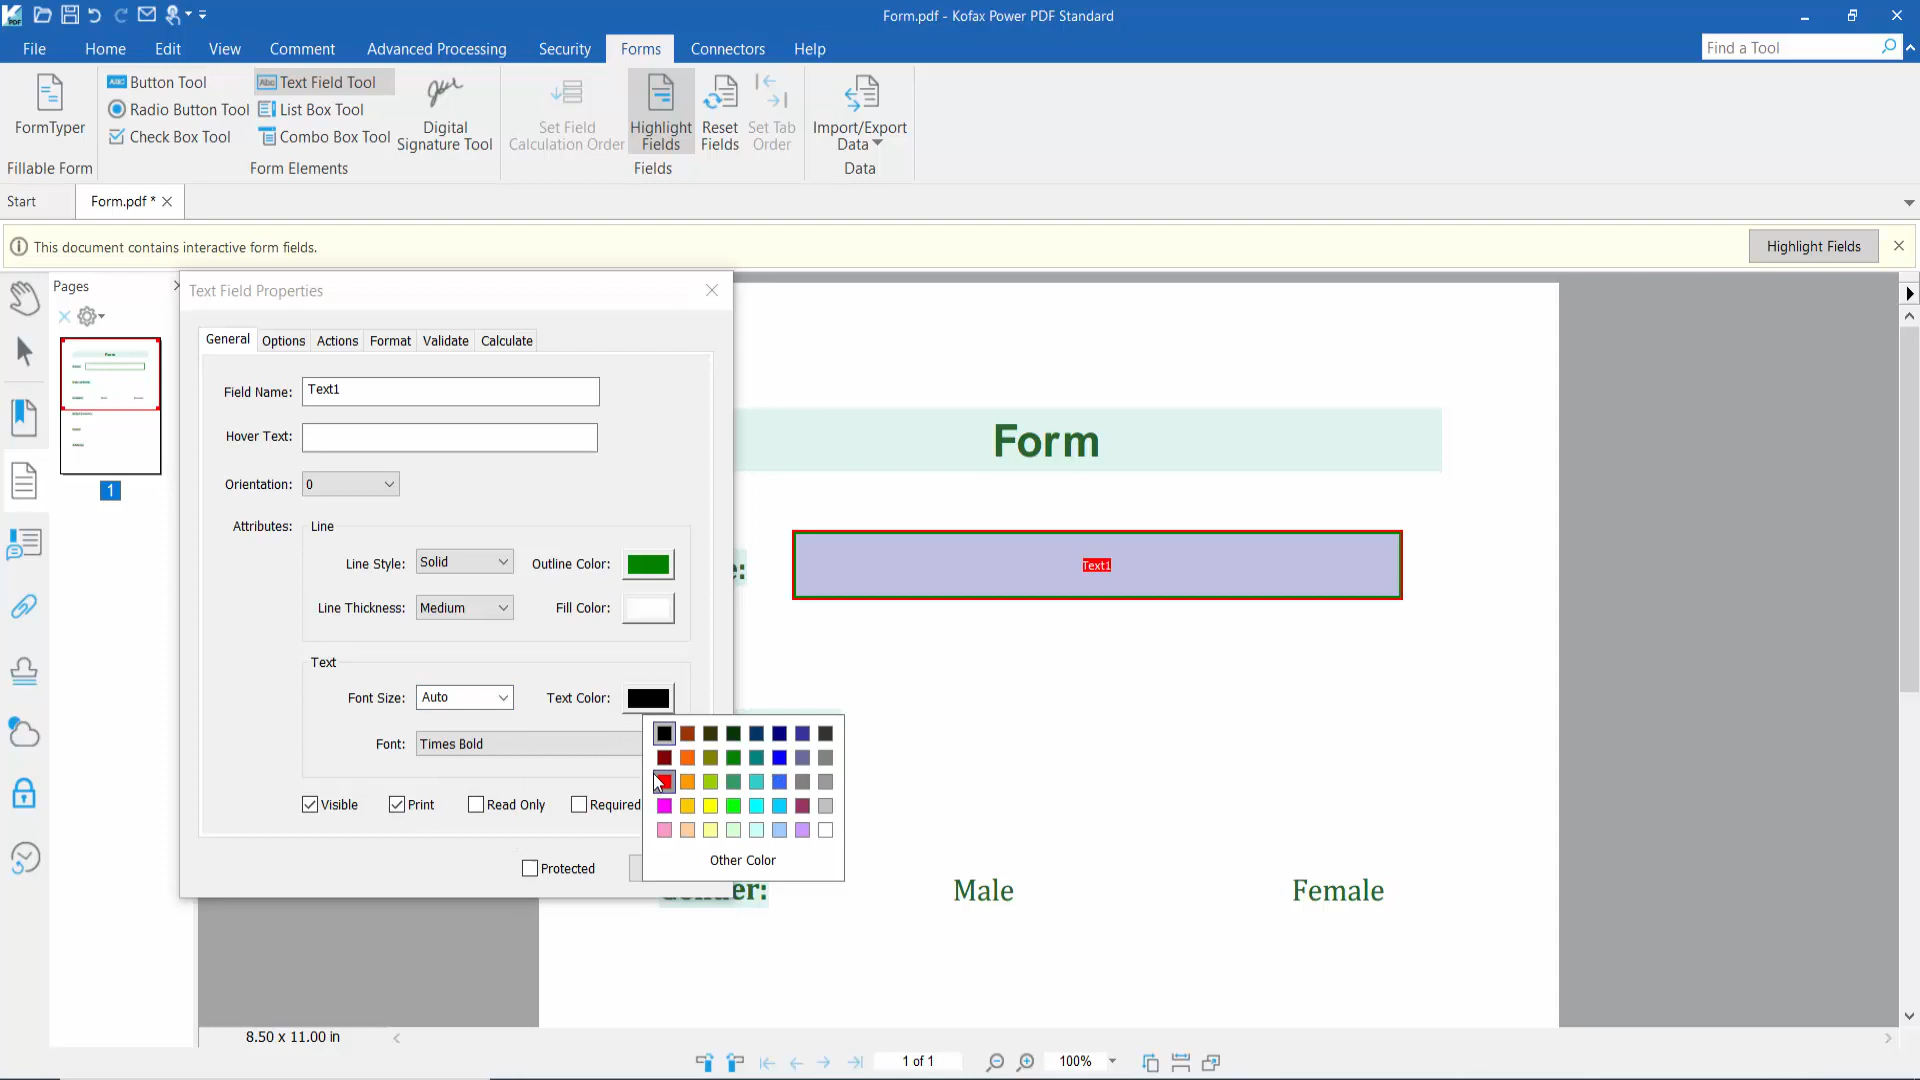 Form.pdf - Kofax Power PDF Standard
File Home Edit View Comment Advanced Processing Security Forms Connectors Help
Find a Tool
FormTyper
Fillable Form
Button Tool
Text Field Tool
Radio Button Tool
List Box Tool
Check Box Tool
Combo Box Tool
Digital
Signature Tool
Form Elements
Set Field
Calculation Order
Highlight
Fields
Reset
Fields
Set Tab
Order
Fields
Import/Export
Data
Data
Start
Form.pdf *
This document contains interactive form fields.
Highlight Fields
Pages
1
Text Field Properties
General Options Actions Format Validate Calculate
Field Name: Text1
Hover Text:
Orientation: 0
Attributes: Line
Line Style: Solid Outline Color:
Line Thickness: Medium Fill Color:
Text
Font Size: Auto Text Color:
Font: Times Bold
Visible Print Read Only Required
Protected
Other Color
Form
Text1
Male Female
8.50 x 11.00 in
1 of 1
100%